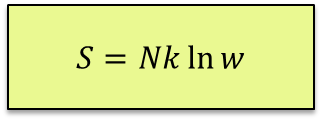 S = Nk ln w